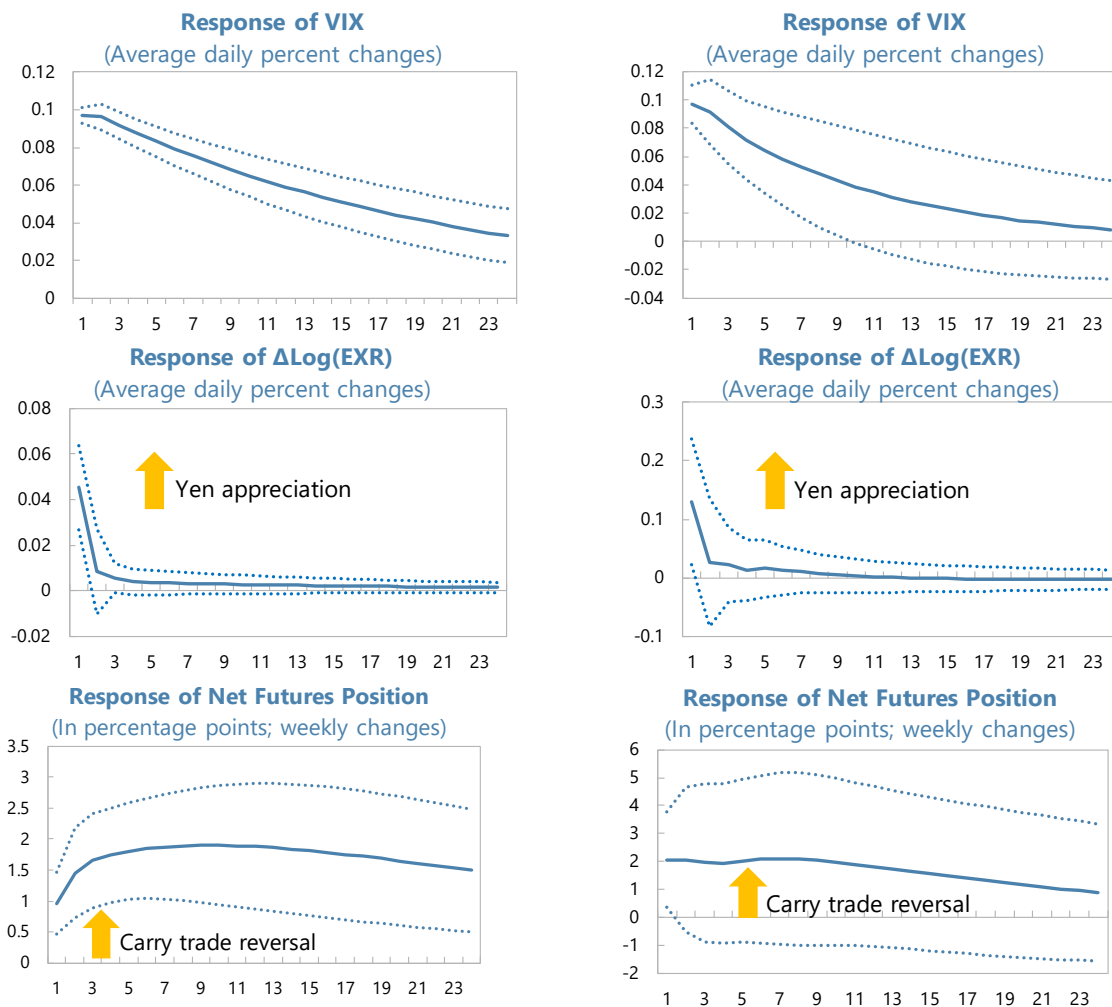 Response of VIX
(Average daily percent changes)
0.12
0.1
0.08
0.06
0.04
0.02
0
1 3 5 7 9 11 13 15 17 19 21 23
Response of VIX
(Average daily percent changes)
0.12
0.1
0.08
0.06
0.04
0.02
0
-0.02
-0.04
1 3 5 7 9 11 13 15 17 19 21 23
Response of ΔLog(EXR)
(Average daily percent changes)
0.08
0.06
0.04
0.02
0
-0.02
Yen appreciation
1 3 5 7 9 11 13 15 17 19 21 23
Response of ΔLog(EXR)
(Average daily percent changes)
0.3
0.2
0.1
0
-0.1
Yen appreciation
1 3 5 7 9 11 13 15 17 19 21 23
Response of Net Futures Position
(In percentage points; weekly changes)
3.5
3
2.5
2
1.5
1
0.5
0
Carry trade reversal
1 3 5 7 9 11 13 15 17 19 21 23
Response of Net Futures Position
(In percentage points; weekly changes)
6
5
4
3
2
1
0
-1
-2
Carry trade reversal
1 3 5 7 9 11 13 15 17 19 21 23